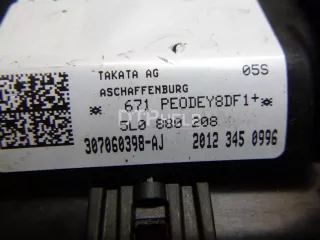 TAKATA AG 05S
ASCHAFFENBURG
671 PEODEY8DF1+
5L0 880 208
307060398-AJ 2012 345 0996